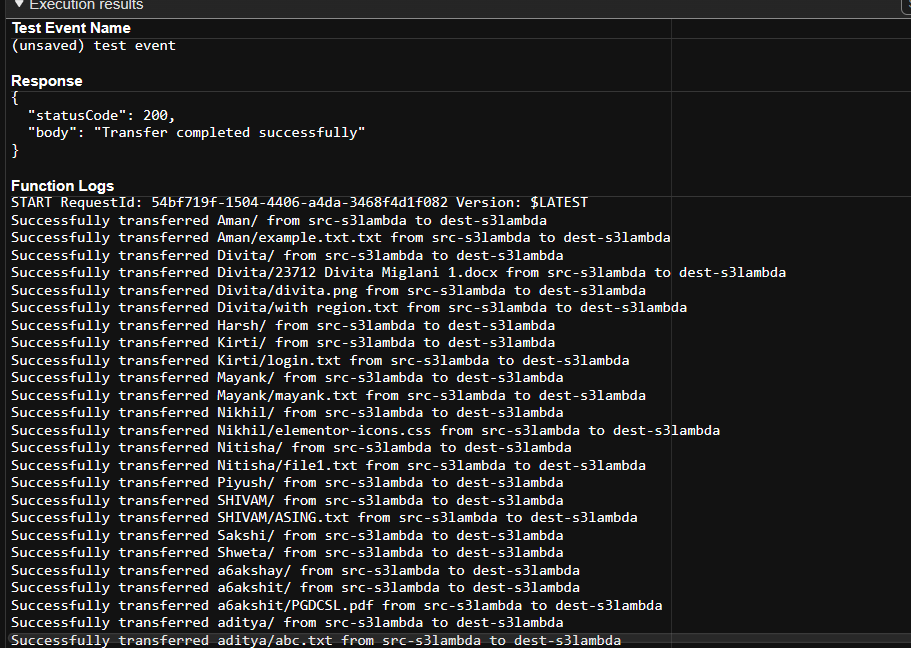 ▼ Execution results
Test Event Name
(unsaved) test event
Response
{
"statusCode": 200,
"body": "Transfer completed successfully"
}
Function Logs
START RequestId: 54bf719f-1504-4406-a4da-3468f4d1f082 Version: $LATEST
Successfully transferred Aman/ from src-s3lambda to dest-s3lambda
Successfully transferred Aman/example.txt.txt from src-s3lambda to dest-s3lambda
Successfully transferred Divita/ from src-s3lambda to dest-s3lambda
Successfully transferred Divita/23712 Divita Miglani 1.docx from src-s3lambda to dest-s3lambda
Successfully transferred Divita/divita.png from src-s3lambda to dest-s3lambda
Successfully transferred Divita/with region.txt from src-s3lambda to dest-s3lambda
Successfully transferred Harsh/ from src-s3lambda to dest-s3lambda
Successfully transferred Kirti/ from src-s3lambda to dest-s3lambda
Successfully transferred Kirti/login.txt from src-s3lambda to dest-s3lambda
Successfully transferred Mayank/ from src-s3lambda to dest-s3lambda
Successfully transferred Mayank/mayank.txt from src-s3lambda to dest-s3lambda
Successfully transferred Nikhil/ from src-s3lambda to dest-s3lambda
Successfully transferred Nikhil/elementor-icons.css from src-s3lambda to dest-s3lambda
Successfully transferred Nitisha/ from src-s3lambda to dest-s3lambda
Successfully transferred Nitisha/file1.txt from src-s3lambda to dest-s3lambda
Successfully transferred Piyush/ from src-s3lambda to dest-s3lambda
Successfully transferred SHIVAM/ from src-s3lambda to dest-s3lambda
Successfully transferred SHIVAM/ASING.txt from src-s3lambda to dest-s3lambda
Successfully transferred Sakshi/ from src-s3lambda to dest-s3lambda
Successfully transferred Shweta/ from src-s3lambda to dest-s3lambda
Successfully transferred a6akshay/ from src-s3lambda to dest-s3lambda
Successfully transferred a6akshit/ from src-s3lambda to dest-s3lambda
Successfully transferred a6akshit/PGDCSL.pdf from src-s3lambda to dest-s3lambda
Successfully transferred aditya/ from src-s3lambda to dest-s3lambda
Successfully transferred aditya/abc.txt from src-s3lambda to dest-s3lambda